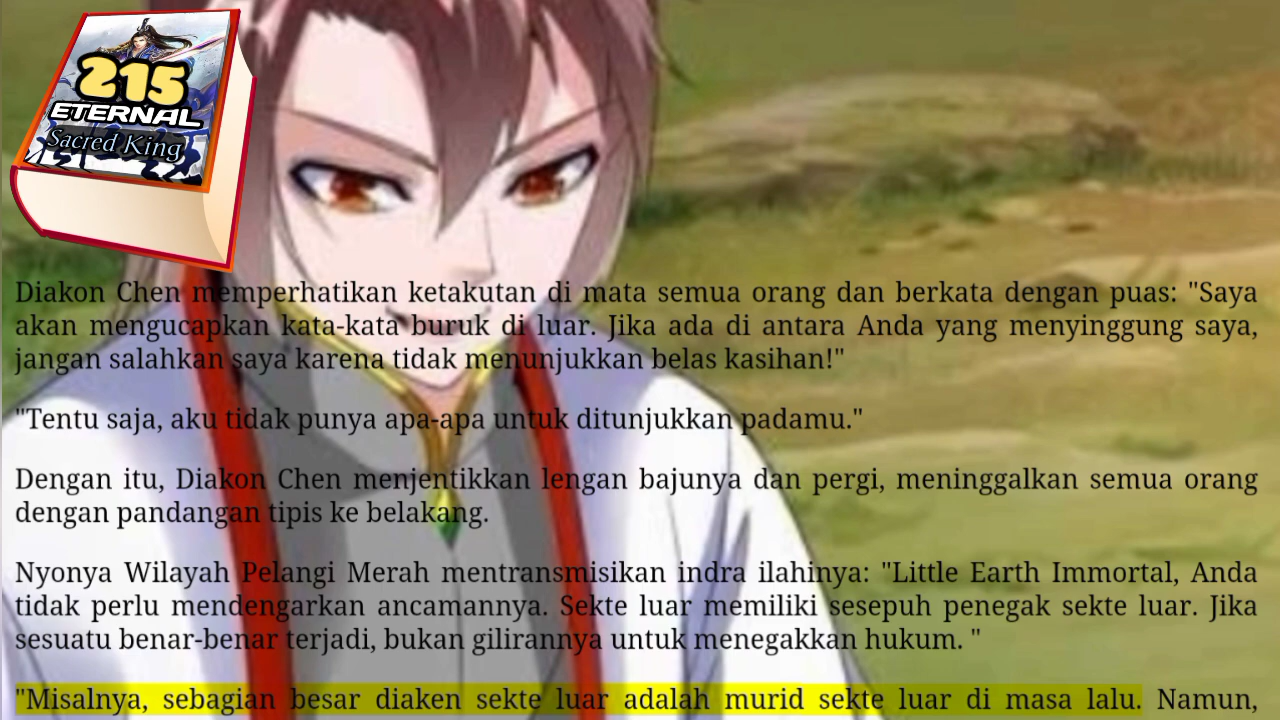 215
ETERNAL
Sacred King
Diakon Chen memperhatikan ketakutan di mata semua orang dan berkata dengan puas: "Saya
akan mengucapkan kata-kata buruk di luar. Jika ada di antara Anda yang menyinggung saya,
jangan salahkan saya karena tidak menunjukkan belas kasihan!"
"Tentu saja, aku tidak punya apa-apa untuk ditunjukkan padamu."
Dengan itu, Diakon Chen menjentikkan lengan bajunya dan pergi, meninggalkan semua orang
dengan pandangan tipis ke belakang.
Nyonya Wilayah Pelangi Merah mentransmisikan indra ilahinya: "Little Earth Immortal, Anda
tidak perlu mendengarkan ancamannya. Sekte luar memiliki sesepuh penegak sekte luar. Jika
sesuatu benar-benar terjadi, bukan gilirannya untuk menegakkan hukum. "
"Misalnya, sebagian besar diaken sekte luar adalah murid sekte luar di masa lalu. Namun,